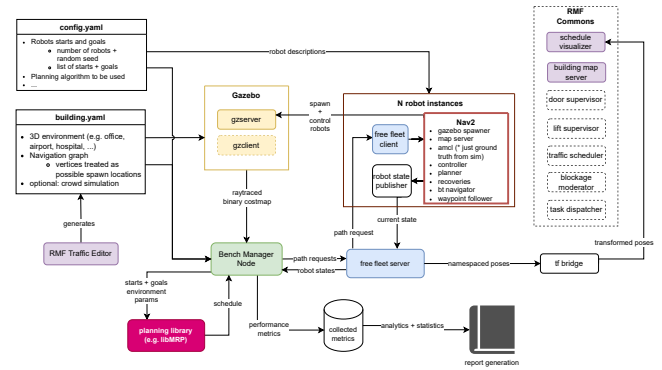 config.yaml
• Robots starts and goals
○ number of robots +
random seed
○ list of starts + goals
• Planning algorithm to be used
• ...
building.yaml
• 3D environment (e.g. office,
airport, hospital, ...)
• Navigation graph
○ vertices treated as
possible spawn locations
• optional: crowd simulation
generates
RMF Traffic Editor
Gazebo
gzserver
gzclient
raytraced
binary costmap
robot descriptions
spawn
+
control
robots
N robot instances
free fleet
client
robot state
publisher
Nav2
• gazebo spawner
• map server
• amcl (* just ground
truth from sim)
• controller
• planner
• recoveries
• bt navigator
• waypoint follower
path request
current state
RMF
Commons
schedule
visualizer
building map
server
door supervisor
lift supervisor
traffic scheduler
blockage
moderator
task dispatcher
transformed poses
Bench Manager
Node
path requests
robot states
free fleet server
namespaced poses
tf bridge
starts + goals
environment
params
schedule
planning library
(e.g. libMRP)
performance
metrics
collected
metrics
analytics + statistics
report generation